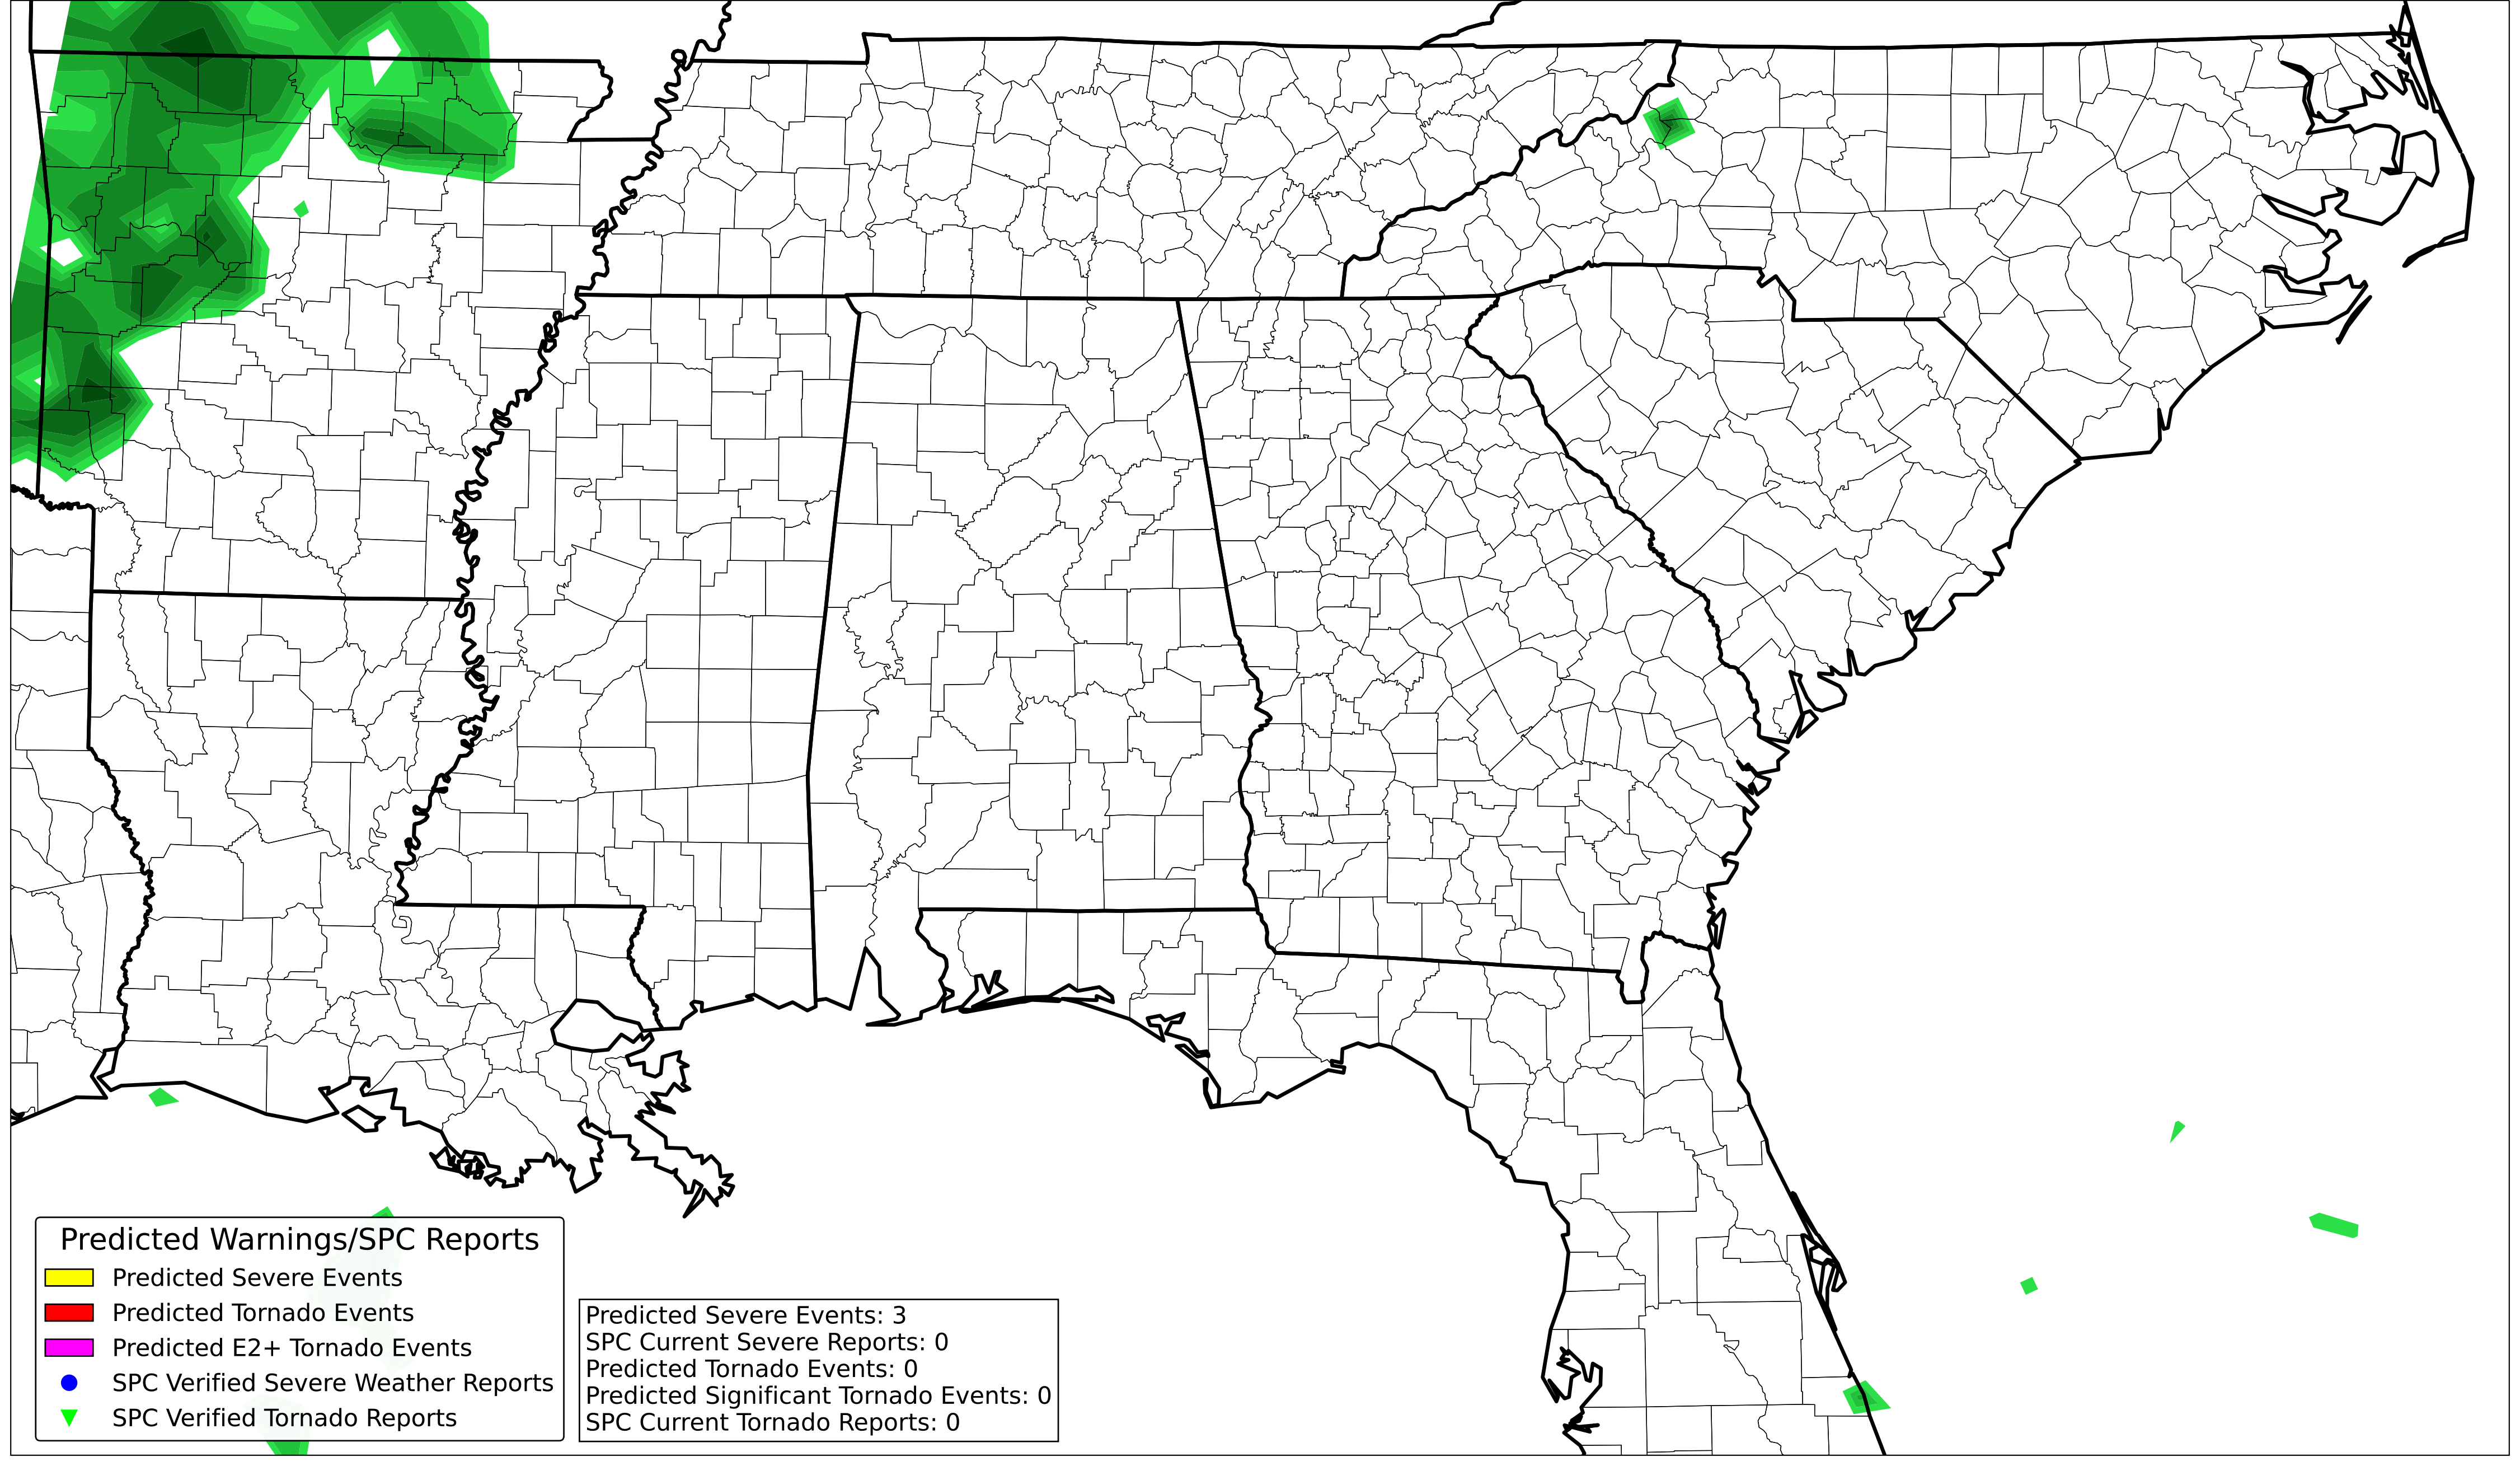 Predicted Warnings/SPC Reports
Predicted Severe Events
Predicted Tornado Events
Predicted E2+ Tornado Events
SPC Verified Severe Weather Reports
SPC Verified Tornado Reports
Predicted Severe Events: 3
SPC Current Severe Reports: 0
Predicted Tornado Events: 0
Predicted Significant Tornado Events: 0
SPC Current Tornado Reports: 0